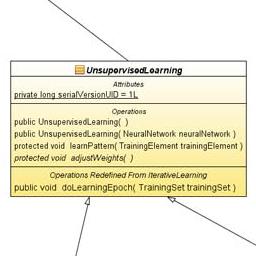 UnsupervisedLearning
Attributes
private long serialVersionUID = 1L
Operations
public UnsupervisedLearning( )
public UnsupervisedLearning( NeuralNetwork neuralNetwork )
protected void learnPattern( TrainingElement trainingElement )
protected void adjustWeights( )
Operations Redefined From IterativeLearning
public void doLearningEpoch( TrainingSet trainingSet )